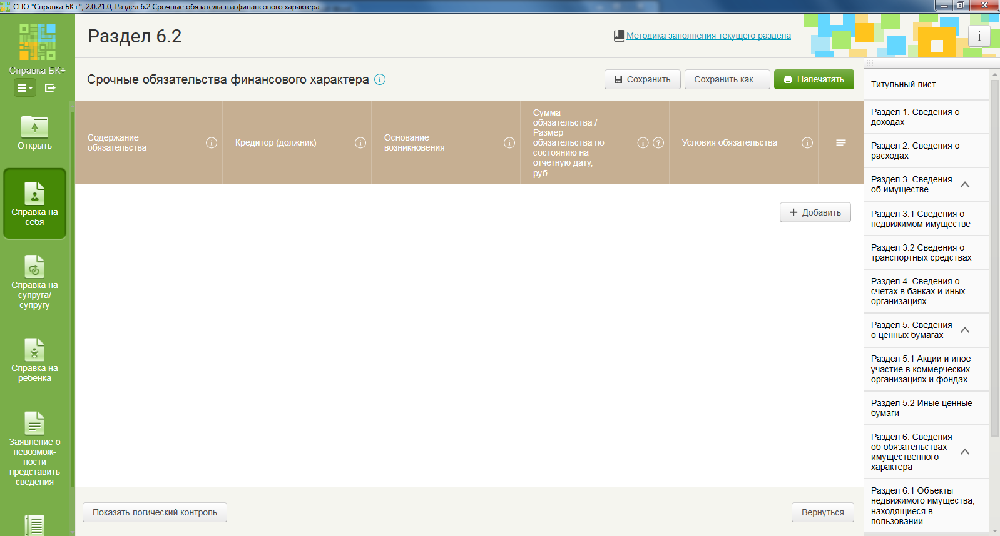 СПО "Справка БК+", 2.0.21.0, Раздел 6.2 Срочные обязательства финансового характера
Справка БК+
Открыть
Справка на
себя
Справка на
супруга/
супругу
Справка на
ребенка
Заявление о
невозмож-
ности
представить
сведения
Раздел 6.2
Методика заполнения текущего раздела
i
Срочные обязательства финансового характера i
Сохранить
Сохранить как...
Напечатать
Содержание
обязательства
i
Кредитор (должник)
i
Основание
возникновения
i
Сумма
обязательства /
Размер
обязательства по
состоянию на
отчетную дату,
руб.
i ?
Условия обязательства
i
+ Добавить
Показать логический контроль
Вернуться
Титульный лист
Раздел 1. Сведения о
доходах
Раздел 2. Сведения о
расходах
Раздел 3. Сведения
об имуществе
Раздел 3.1 Сведения о
недвижимом имуществе
Раздел 3.2 Сведения о
транспортных средствах
Раздел 4. Сведения о
счетах в банках и иных
организациях
Раздел 5. Сведения
о ценных бумагах
Раздел 5.1 Акции и иное
участие в коммерческих
организациях и фондах
Раздел 5.2 Иные ценные
бумаги
Раздел 6. Сведения
об обязательствах
имущественного
характера
Раздел 6.1 Объекты
недвижимого имущества,
находящиеся в
пользовании